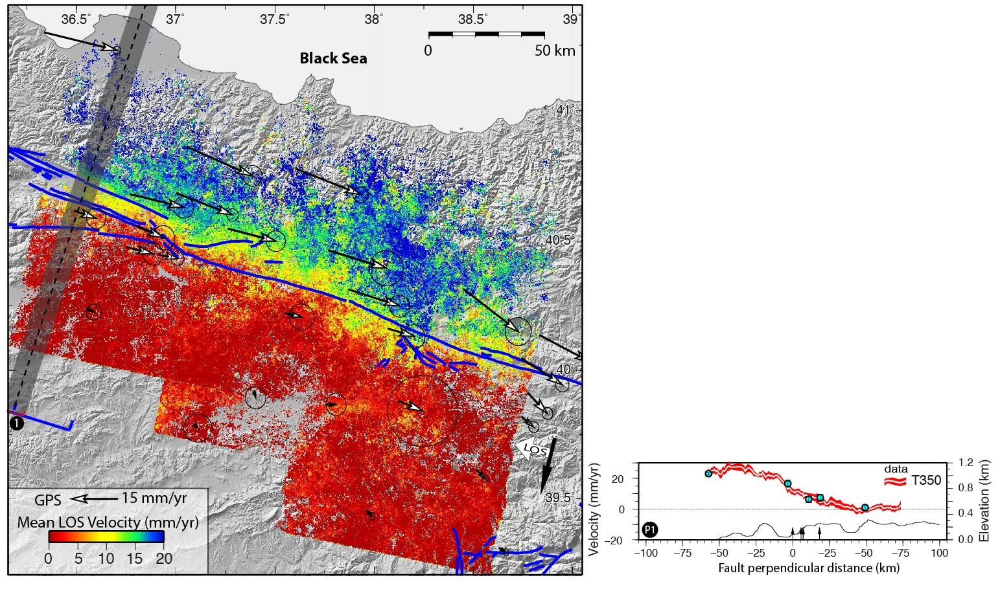 36.5° 37° 37.5° 38° 38.5° 39°
0 50 km
Black Sea
41°
40.5°
40°
39.5°
1
LOS
GPS 15 mm/yr
Mean LOS Velocity (mm/yr)
0 5 10 15 20
Velocity (mm/yr)
20
0
−20
data
T350
P1
1.2
0.8
0.4
0.0
Elevation (km)
−100 −75 −50 −25 0 −25 −50 −75 100
Fault perpendicular distance (km)